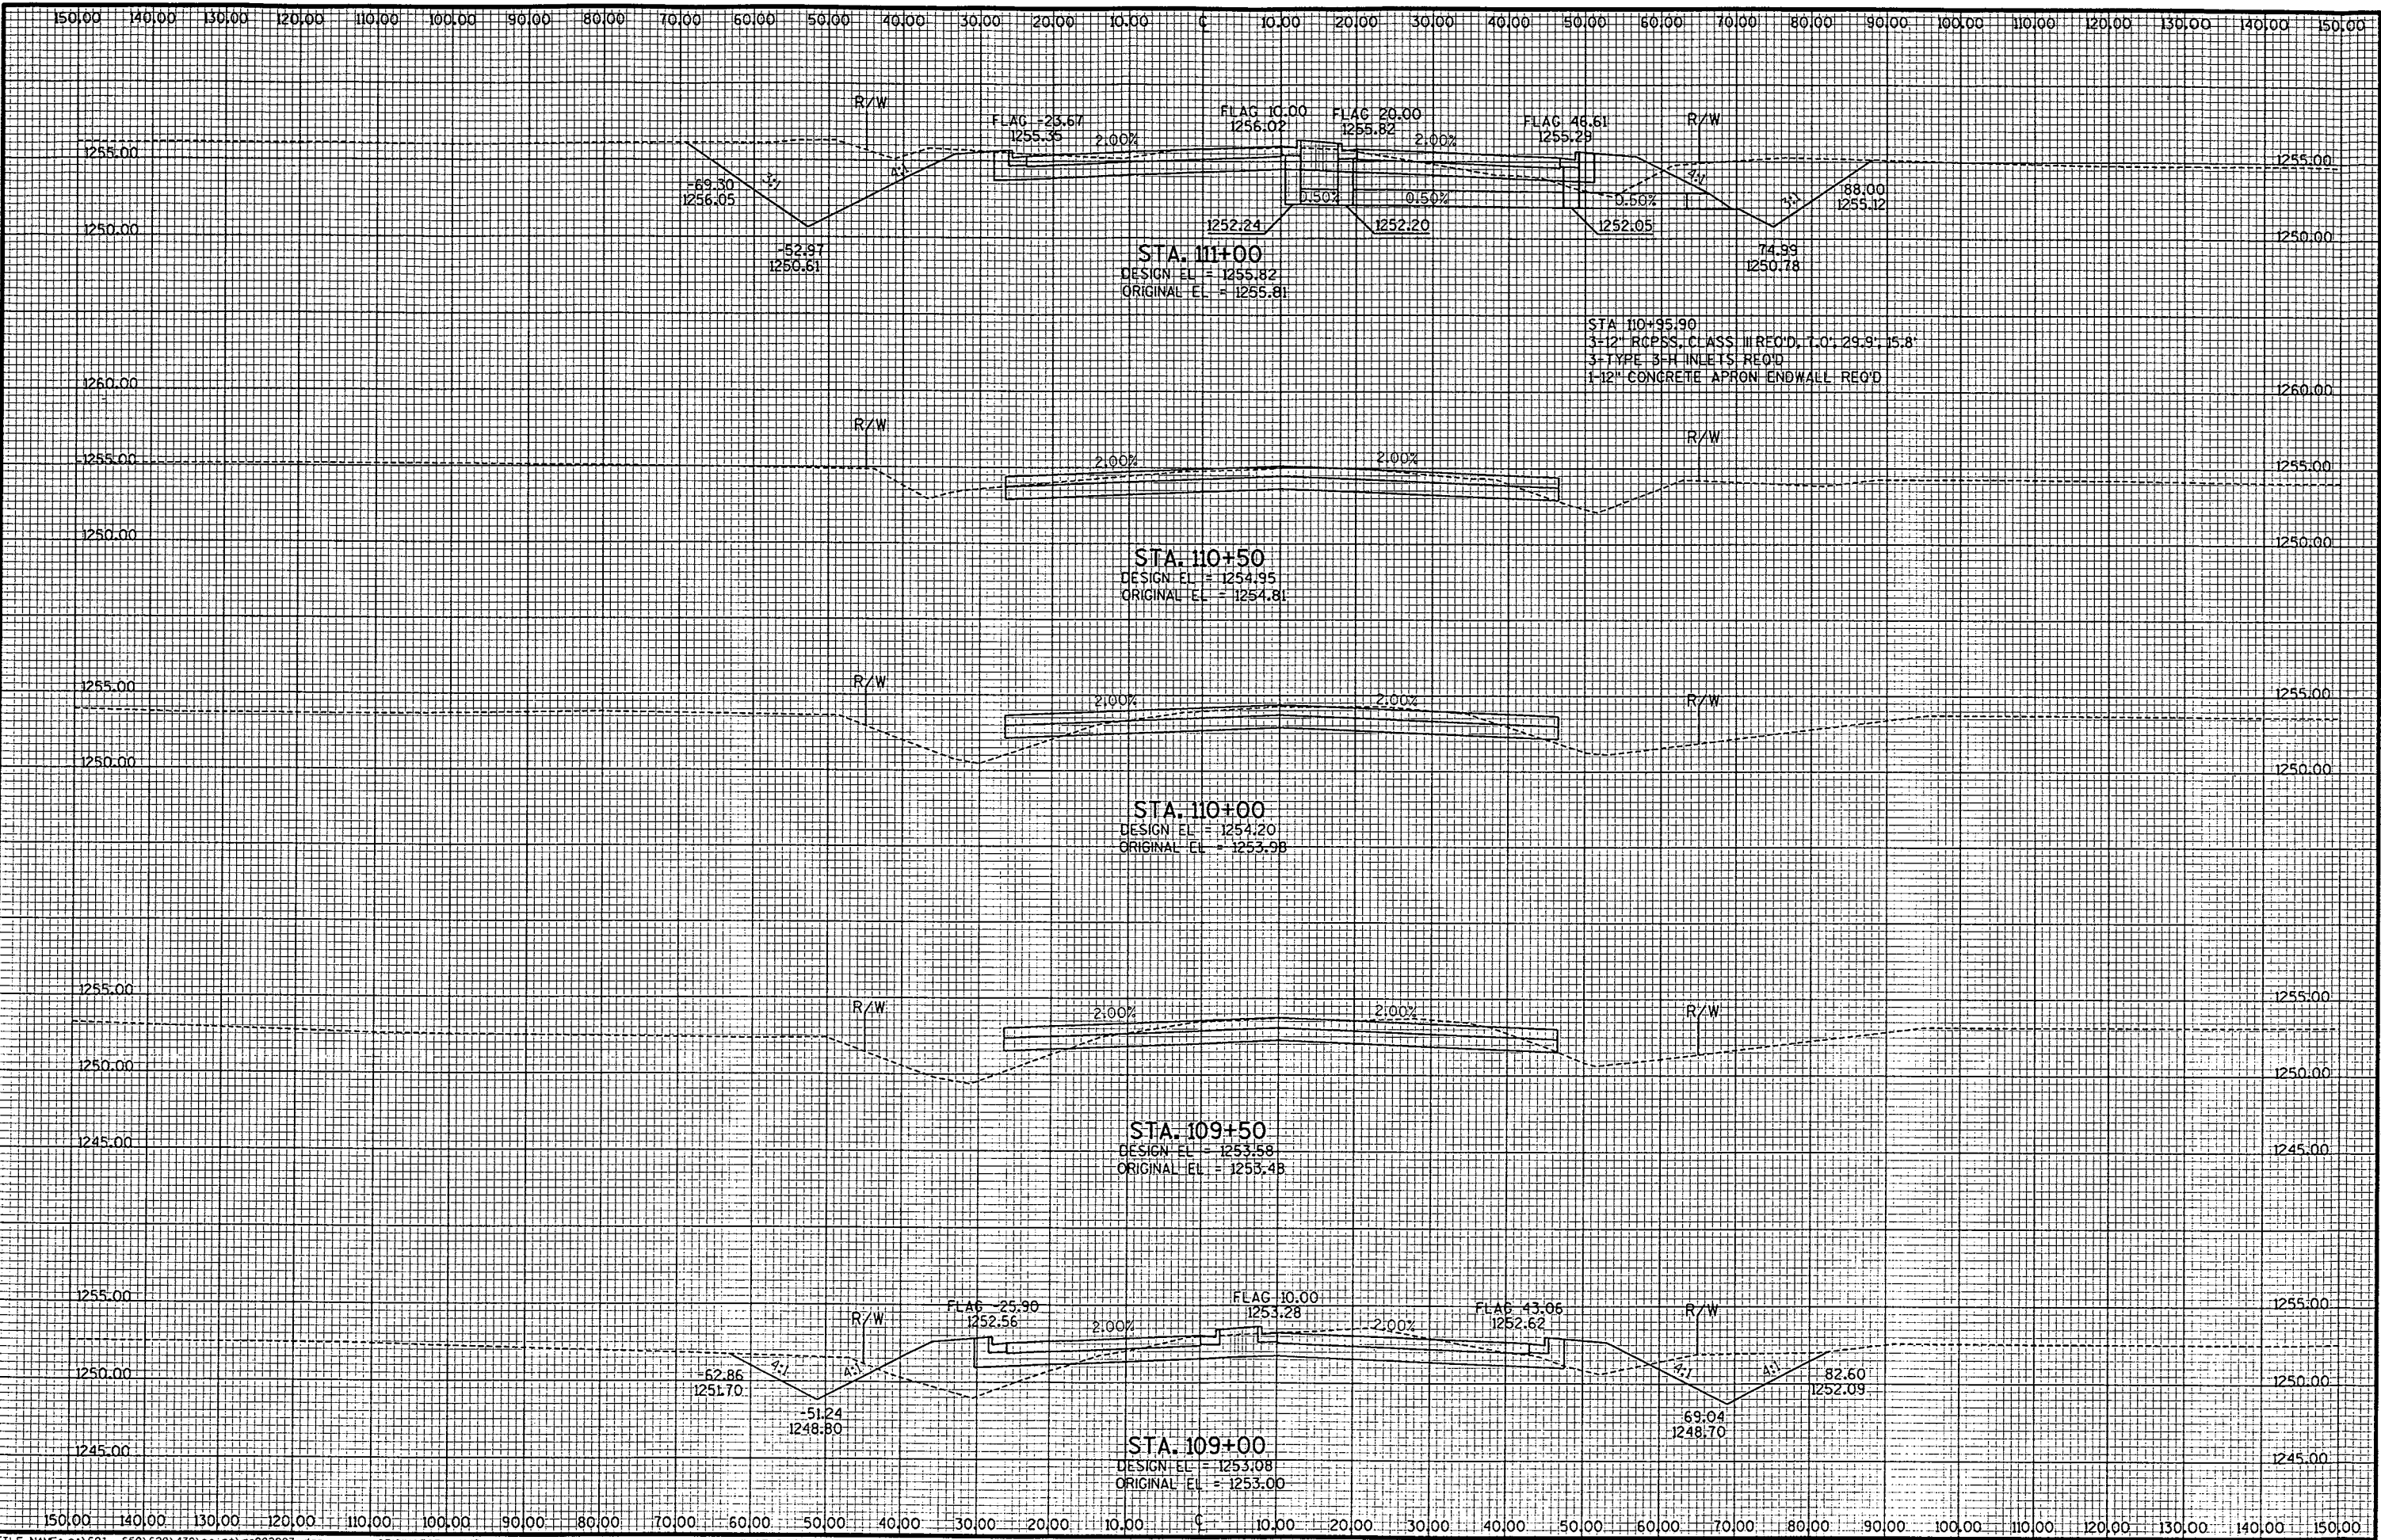 150.00 140.00 130.00 120.00 110.00 100.00 90.00 80.00 70.00 60.00 50.00 40.00 30.00 20.00 10.00 ℄ 10.00 20.00 30.00 40.00 50.00 60.00 70.00 80.00 90.00 100.00 110.00 120.00 130.00 140.00 150.00
R/W
FLAG -23.67
1255.35
2.00%
FLAG 10.00
1256.02
FLAG 20.00
1255.82
2.00%
FLAG 46.61
1255.29
R/W
1255.00
1255.00
-69.30
1256.05
3:1
4:1
4:1
3:1
88.00
1255.12
0.50%
0.50%
0.50%
1252.24
1252.20
1252.05
1250.00
1250.00
-52.97
1250.61
74.99
1250.78
STA. 111+00
DESIGN EL = 1255.82
ORIGINAL EL = 1255.81
STA 110+95.90
3-12" RCPSS, CLASS III REQ'D, 7.0', 29.9', 15.8'
3-TYPE 3-H INLETS REQ'D
1-12" CONCRETE APRON ENDWALL REQ'D
1260.00
1260.00
R/W
R/W
1255.00
2.00%
2.00%
1255.00
1250.00
1250.00
STA. 110+50
DESIGN EL = 1254.95
ORIGINAL EL = 1254.81
1255.00
R/W
2.00%
2.00%
R/W
1255.00
1250.00
1250.00
STA. 110+00
DESIGN EL = 1254.20
ORIGINAL EL = 1253.98
1255.00
R/W
2.00%
2.00%
R/W
1255.00
1250.00
1250.00
STA. 109+50
DESIGN EL = 1253.58
ORIGINAL EL = 1253.48
1245.00
1245.00
1255.00
R/W
FLAG -25.90
1252.56
2.00%
FLAG 10.00
1253.28
2.00%
FLAG 43.06
1252.62
R/W
1255.00
1250.00
-62.86
1251.70
4:1
4:1
4:1
4:1
82.60
1252.09
1250.00
-51.24
1248.80
69.04
1248.70
STA. 109+00
DESIGN EL = 1253.08
ORIGINAL EL = 1253.00
1245.00
1245.00
150.00 140.00 130.00 120.00 110.00 100.00 90.00 80.00 70.00 60.00 50.00 40.00 30.00 20.00 10.00 ℄ 10.00 20.00 30.00 40.00 50.00 60.00 70.00 80.00 90.00 100.00 110.00 120.00 130.00 140.00 150.00